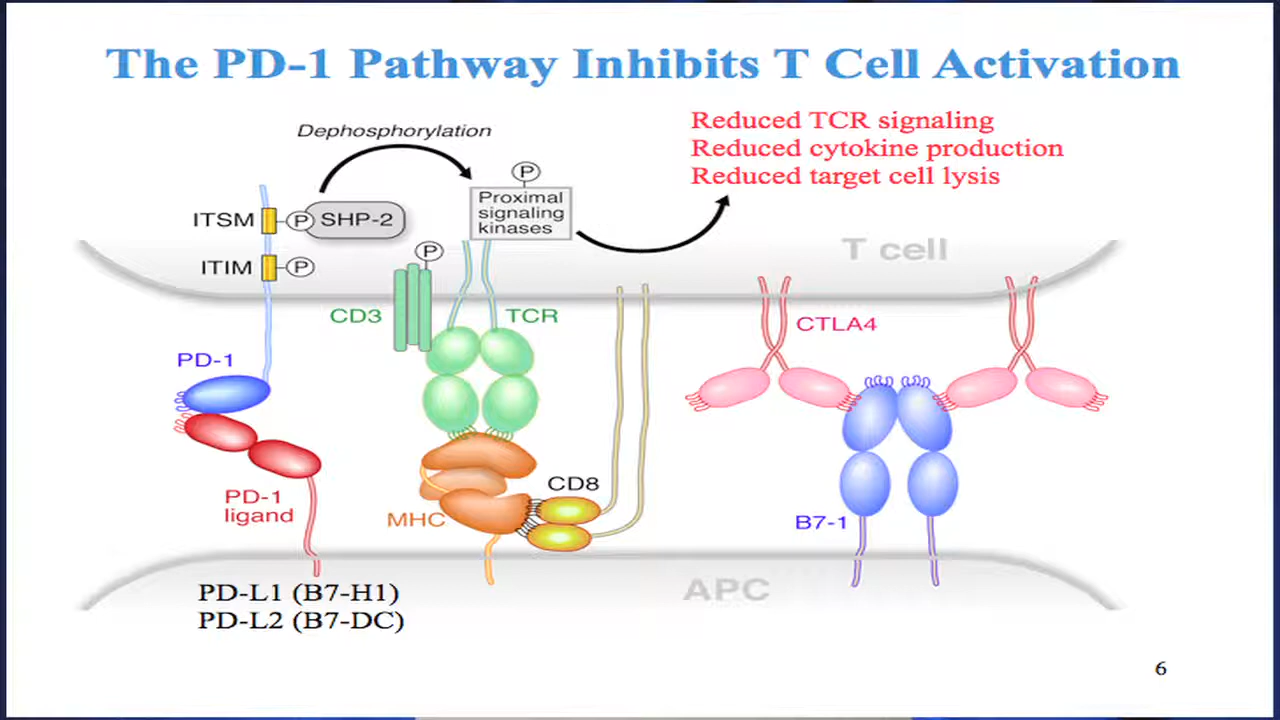 The PD-1 Pathway Inhibits T Cell Activation
Dephosphorylation
Reduced TCR signaling
Reduced cytokine production
Reduced target cell lysis
P
Proximal
signaling
kinases
ITSM
P
SHP-2
ITIM
P
P
T cell
CD3
TCR
CTLA4
PD-1
PD-1
ligand
MHC
CD8
B7-1
APC
PD-L1 (B7-H1)
PD-L2 (B7-DC)
6